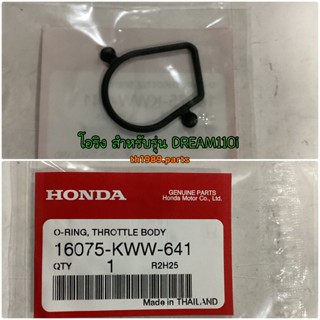 โอริง สำหรับรุ่น DREAM110i
th1989.parts
HONDA
GENUINE PARTS
Honda Motor Co., Ltd.
O-RING, THROTTLE BODY
16075-KWW-641
QTY 1 R2H25
Made in THAILAND